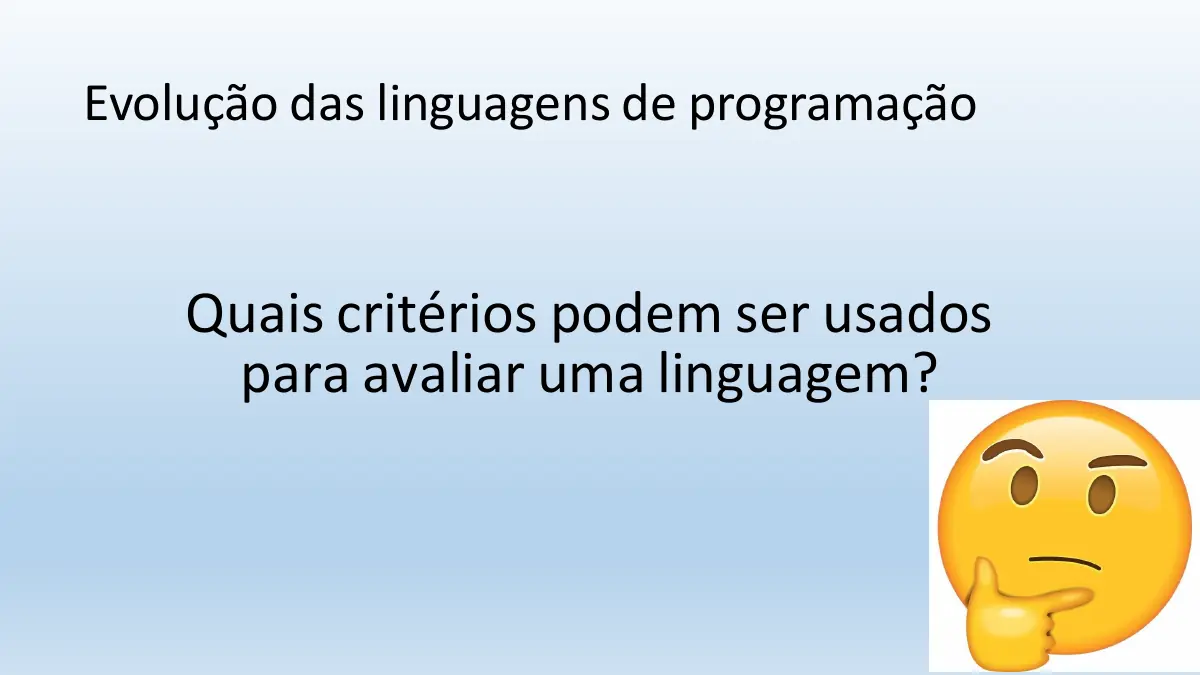 Evolução das linguagens de programação
Quais critérios podem ser usados
para avaliar uma linguagem?